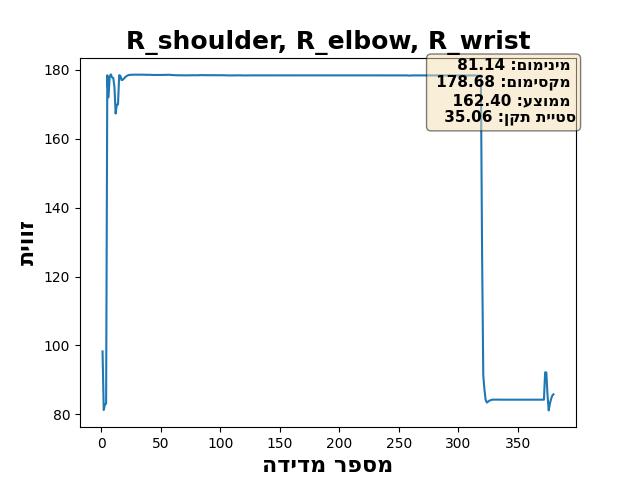 R_shoulder, R_elbow, R_wrist
מינימום: 81.14
מקסימום: 178.68
ממוצע: 162.40
סטיית תקן: 35.06
180
160
140
120
100
80
זווית
0 50 100 150 200 250 300 350
מספר מדידה